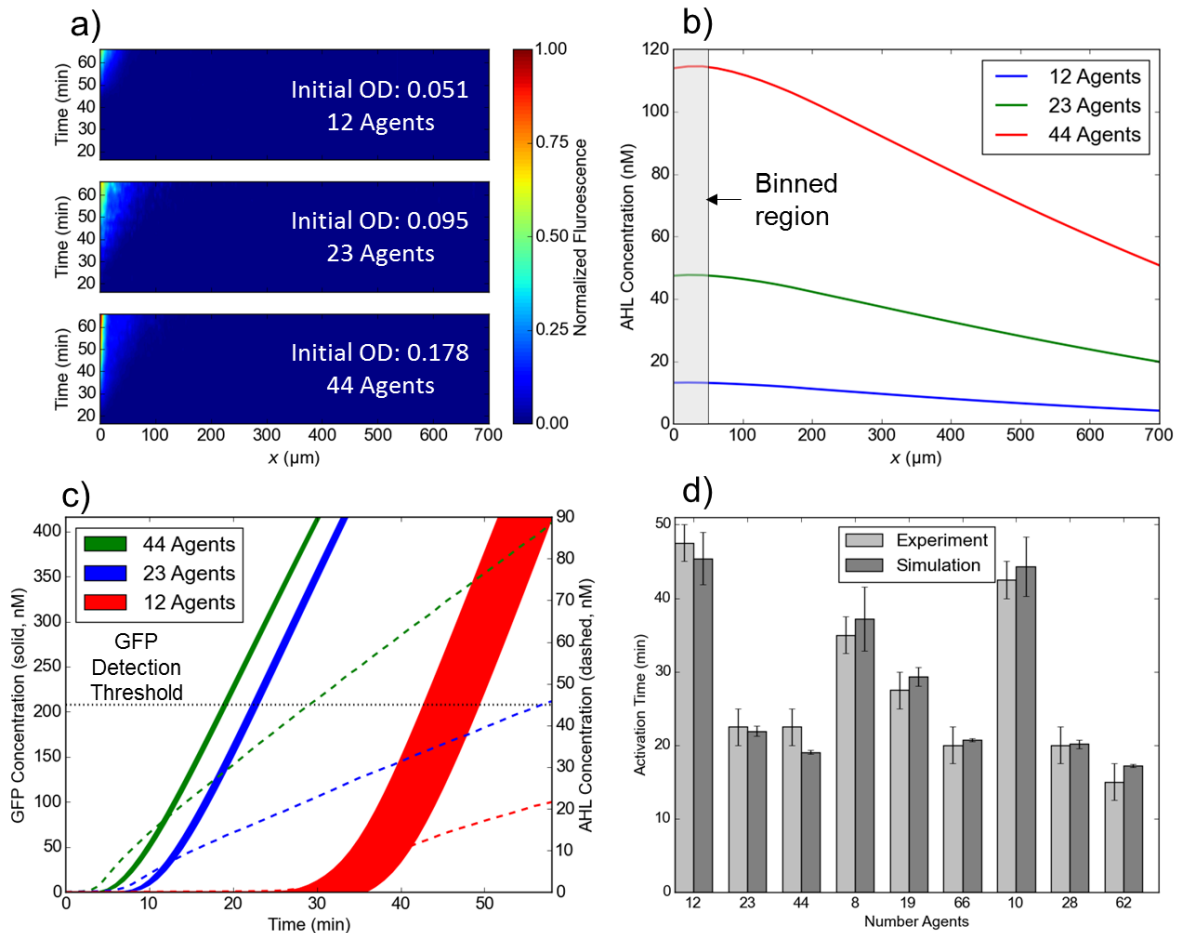 a)
Time (min)
60
50
40
30
20
Initial OD: 0.051
12 Agents
Time (min)
60
50
40
30
20
Initial OD: 0.095
23 Agents
Time (min)
60
50
40
30
20
Initial OD: 0.178
44 Agents
0 100 200 300 400 500 600 700
x (µm)
1.00
0.75
0.50
0.25
0.00
Normalized Fluroescence
b)
AHL Concentration (nM)
120
100
80
60
40
20
0
12 Agents
23 Agents
44 Agents
Binned
region
0 100 200 300 400 500 600 700
x (µm)
c)
GFP Concentration (solid, nM)
400
350
300
250
200
150
100
50
0
44 Agents
23 Agents
12 Agents
GFP
Detection
Threshold
90
80
70
60
50
40
30
20
10
0
AHL Concentration (dashed, nM)
0 10 20 30 40 50
Time (min)
d)
Activation Time (min)
50
40
30
20
10
0
Experiment
Simulation
12 23 44 8 19 66 10 28 62
Number Agents